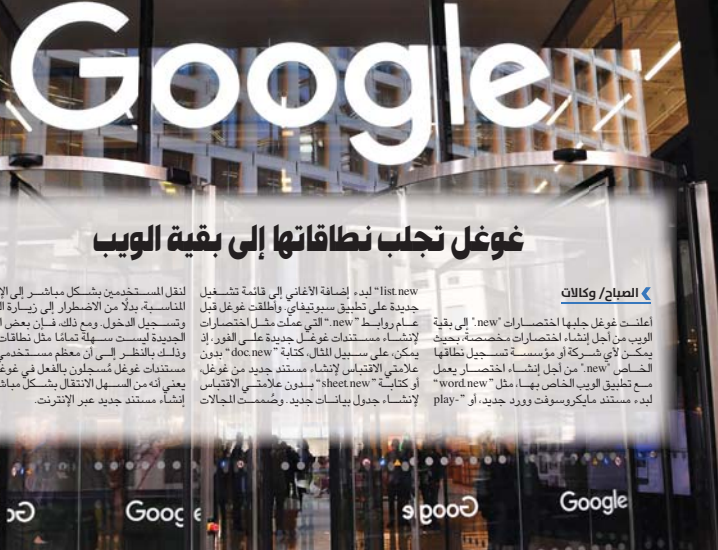 Google
غوغل تجلب نطاقاتها إلى بقية الويب
الصباح/ وكالات
أعلنت غوغل جلبها اختصارات "new." إلى بقية
الويب من أجل إنشاء اختصارات مخصصة، بحيث
يمكن لأي شركة أو مؤسسة تسجيل نطاقها
الخاص "new." من أجل إنشاء اختصار يعمل
مع تطبيق الويب الخاص بها، مثل "word.new"
لبدء مستند مايكروسوفت وورد جديد، أو "play-
list.new" لبدء إضافة الأغاني إلى قائمة تشغيل
جديدة على تطبيق سبوتيفاي. وأطلقت غوغل قبل
عام روابط "new." التي عملت مثل اختصارات
لإنشاء مستندات غوغل جديدة على الفور، إذ
يمكن، على سبيل المثال، كتابة "doc.new" بدون
علامتي الاقتباس لإنشاء مستند جديد من غوغل،
أو كتابة "sheet.new" بدون علامتي الاقتباس
لإنشاء جدول بيانات جديد. وصُممت المجالات
لنقل المستخدمين بشكل مباشر إلى
المناسبة، بدلًا من الاضطرار إلى زيارة
وتسجيل الدخول. ومع ذلك، فإن بعض
الجديدة ليست سهلة تمامًا مثل نطاقات
وذلك بالنظر إلى أن معظم مستخدمي
مستندات غوغل مُسجلون بالفعل في
يعني أنه من السهل الانتقال بشكل
إنشاء مستند جديد عبر الإنترنت.
Google
Google
Google